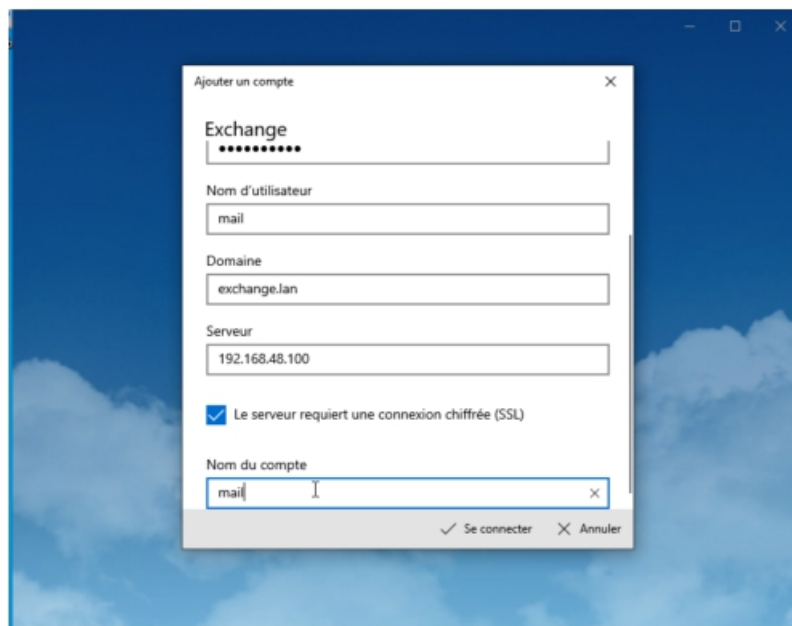 Ajouter un compte
Exchange
••••••••••
Nom d'utilisateur
mail
Domaine
exchange.lan
Serveur
192.168.48.100
Le serveur requiert une connexion chiffrée (SSL)
Nom du compte
mail
Se connecter Annuler